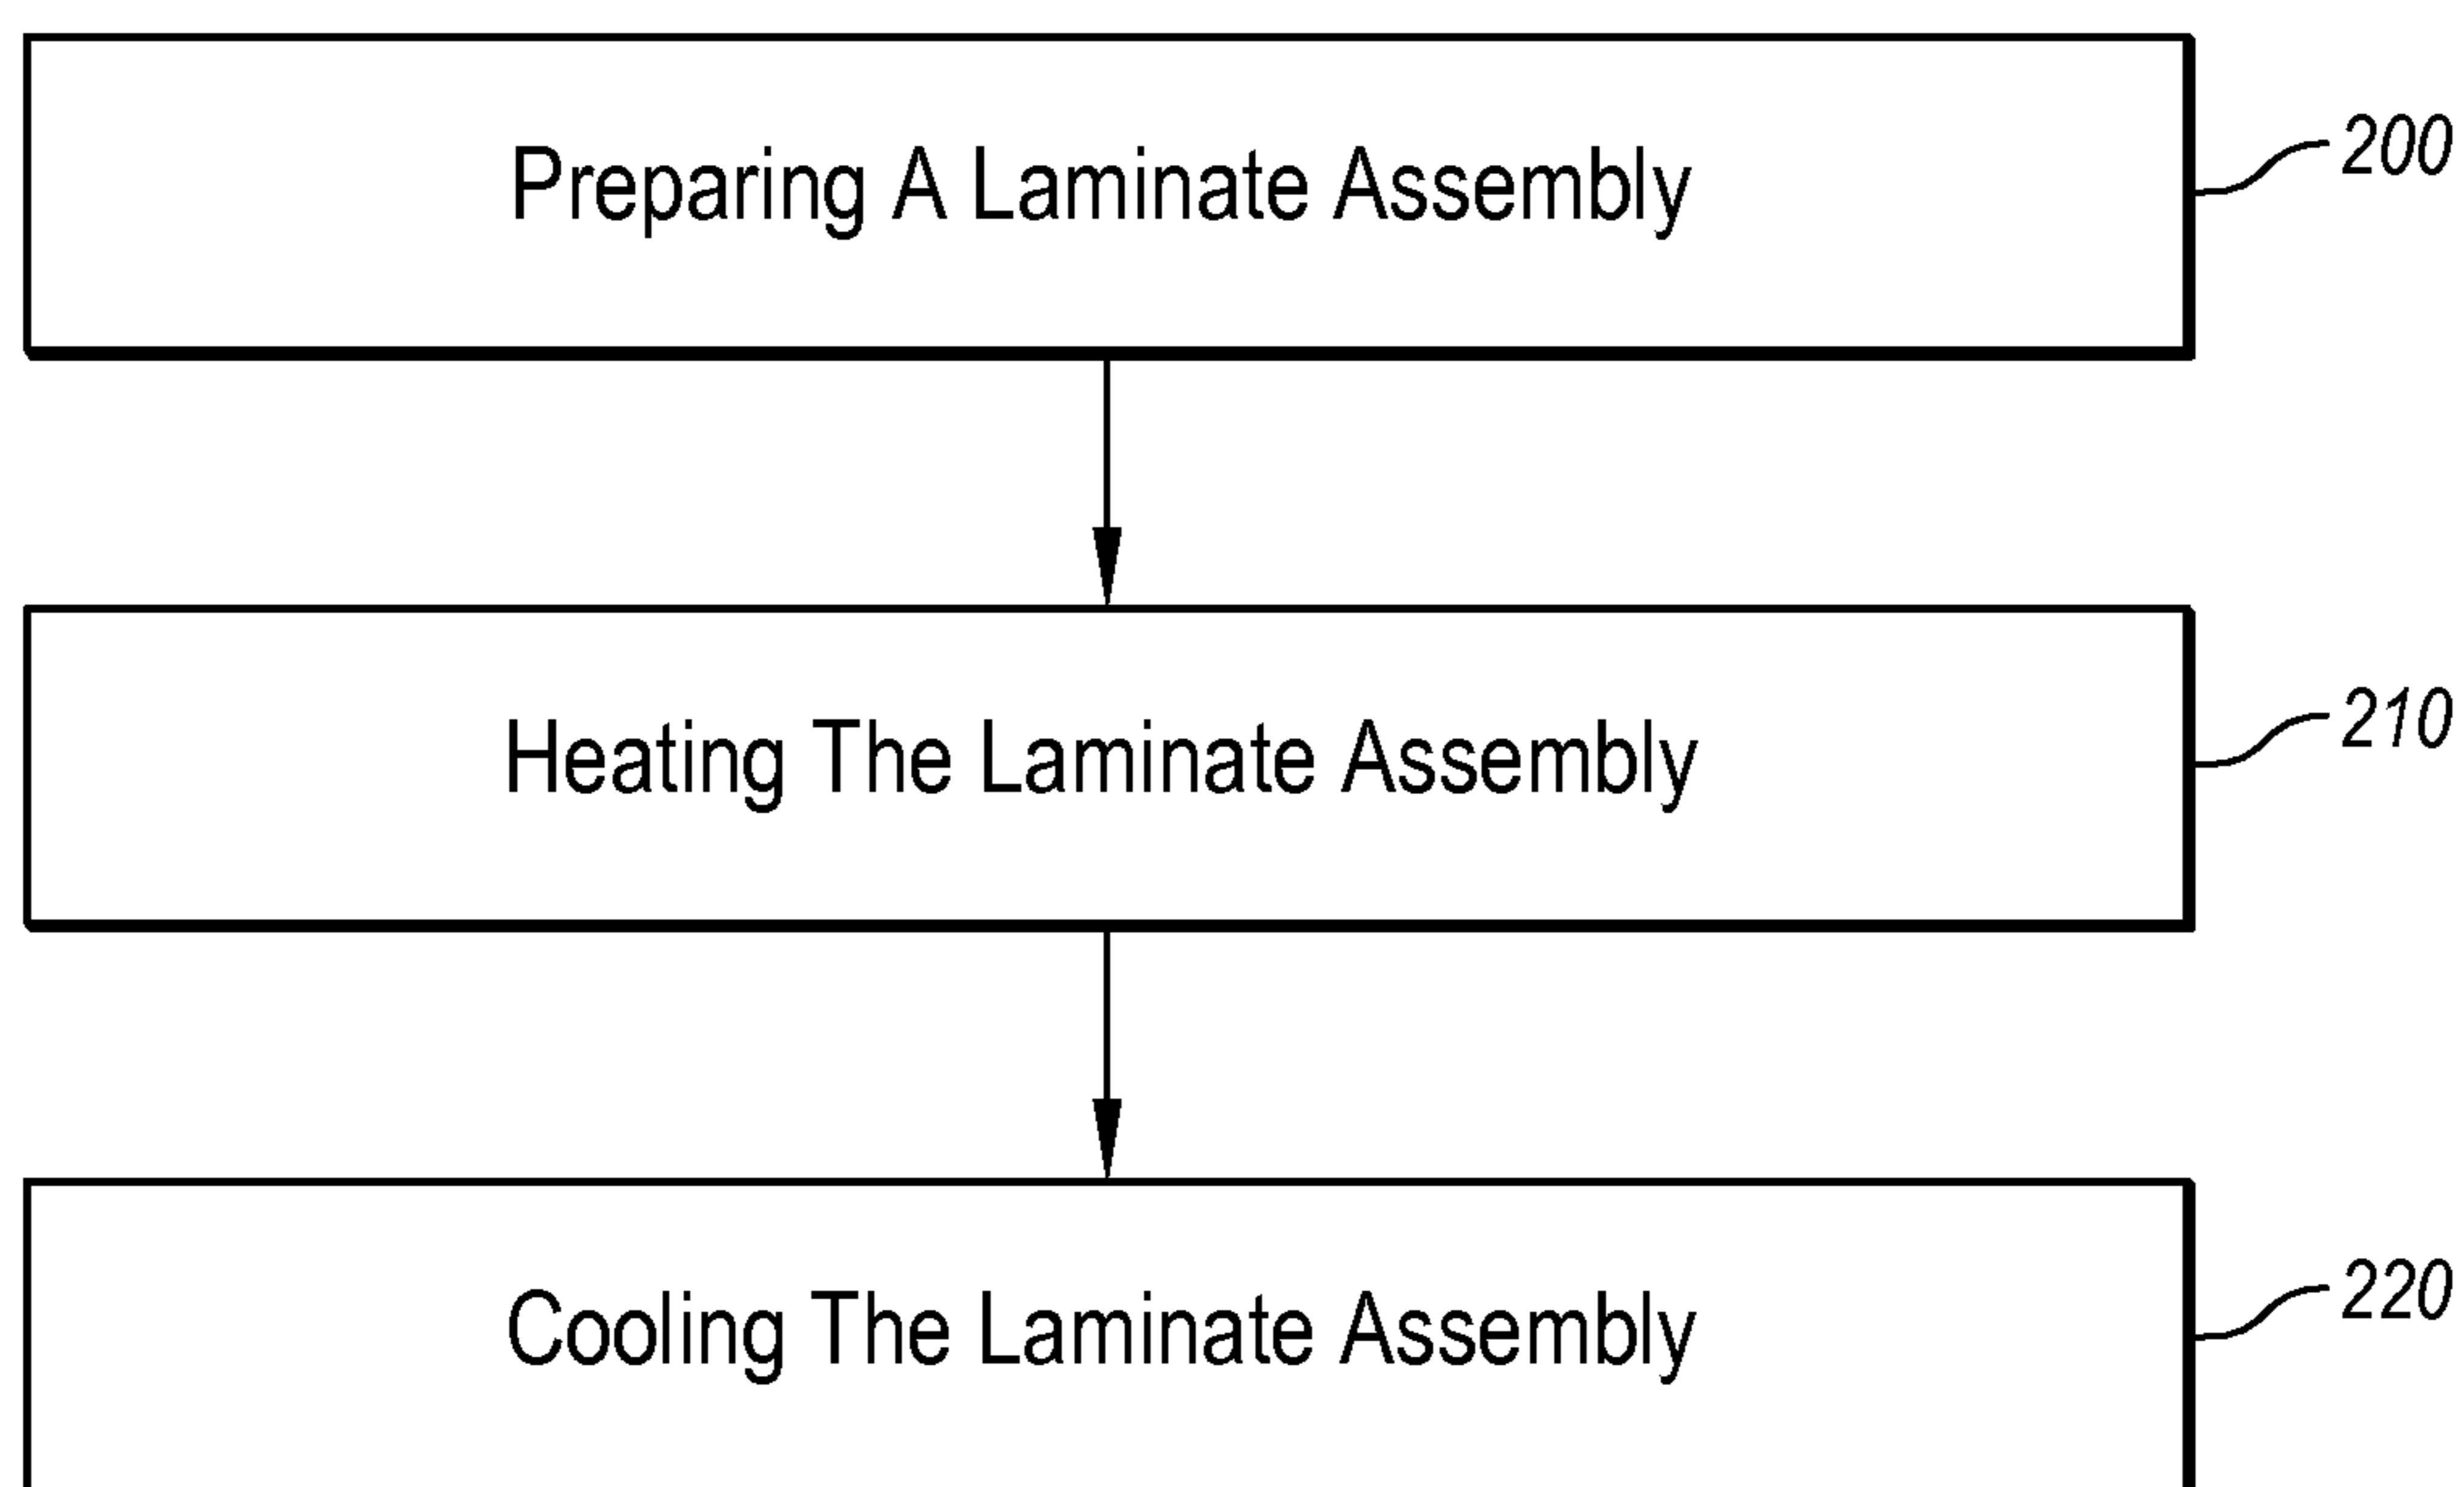 Preparing A Laminate Assembly
200
Heating The Laminate Assembly
210
Cooling The Laminate Assembly
220